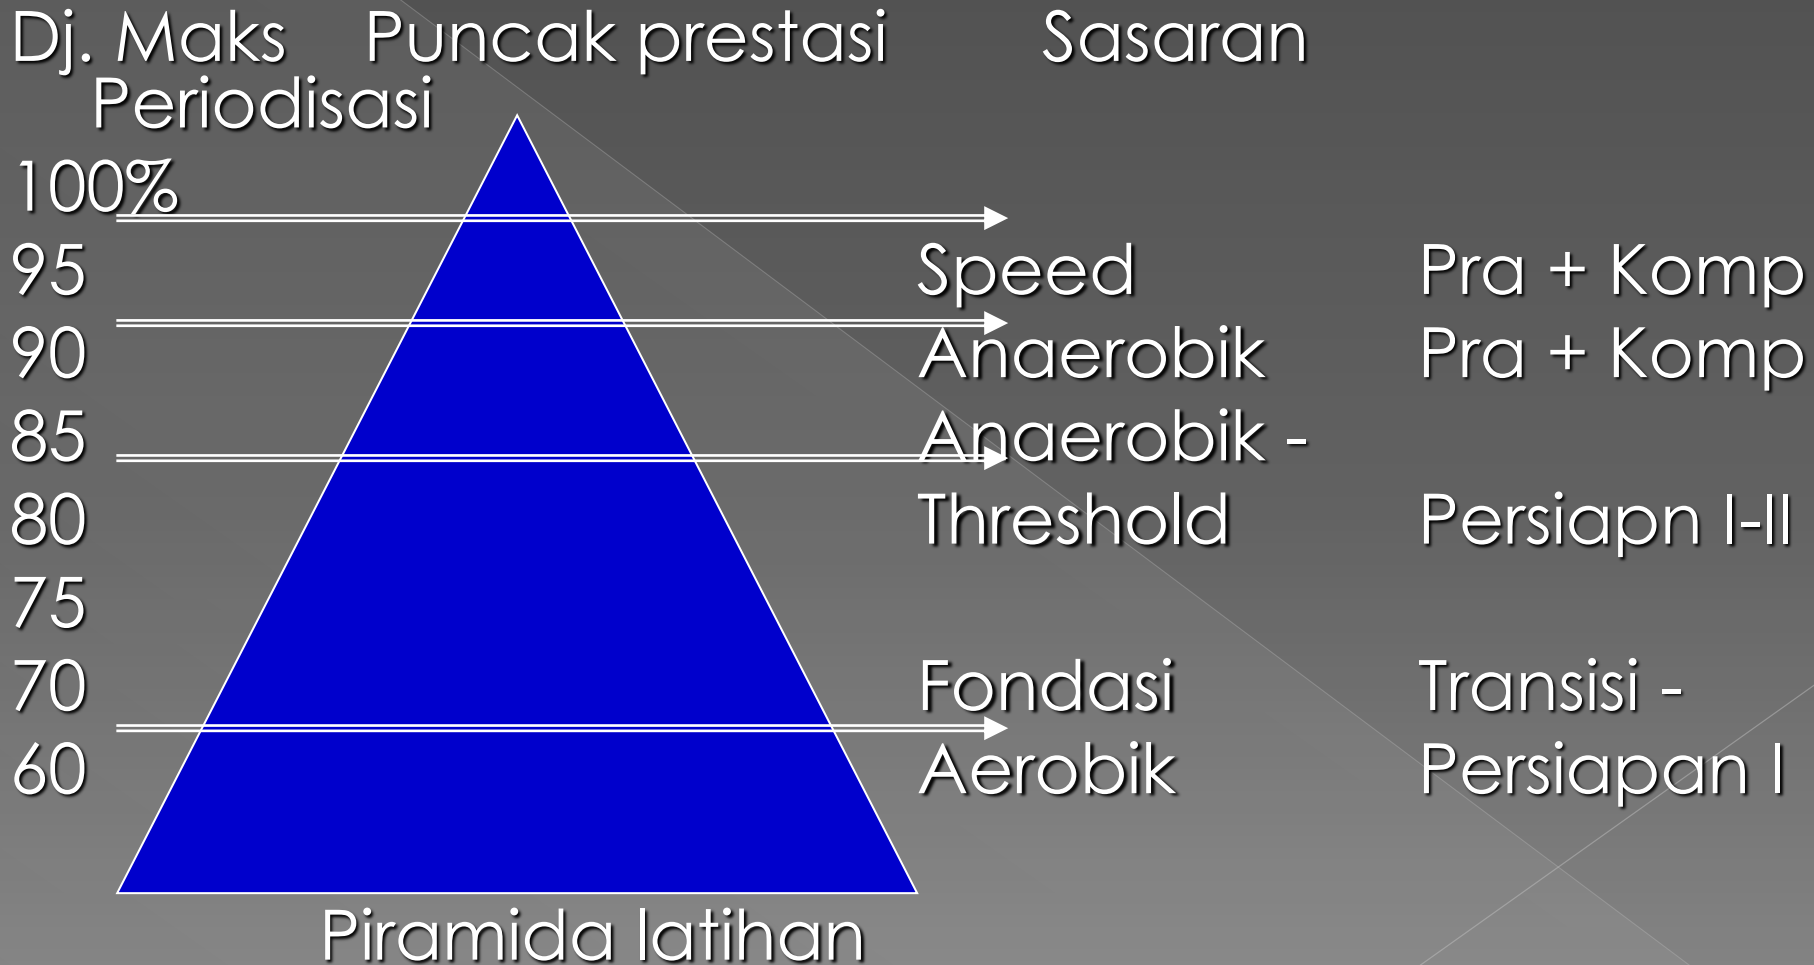 Dj. Maks Puncak prestasi Sasaran
Periodisasi
100%
95 Speed Pra + Komp
90 Anaerobik Pra + Komp
85 Anaerobik -
80 Threshold Persiapn I-II
75
70 Fondasi Transisi -
60 Aerobik Persiapan I
Piramida latihan